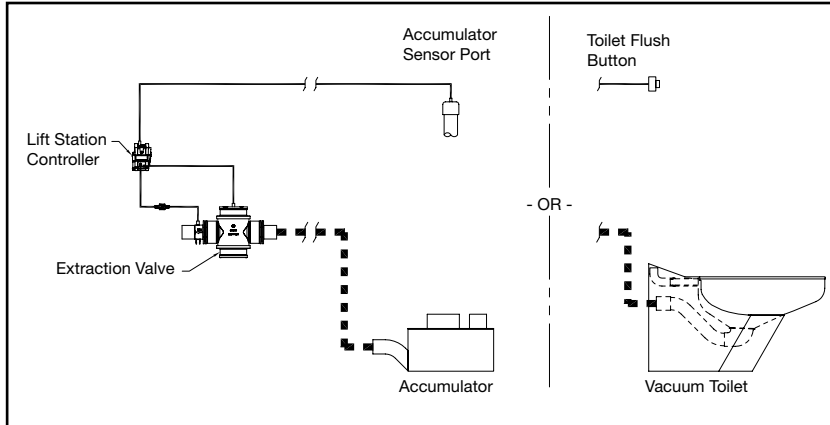 Accumulator
Sensor Port
Toilet Flush
Button
Lift Station
Controller
- OR -
Extraction Valve
Accumulator
Vacuum Toilet